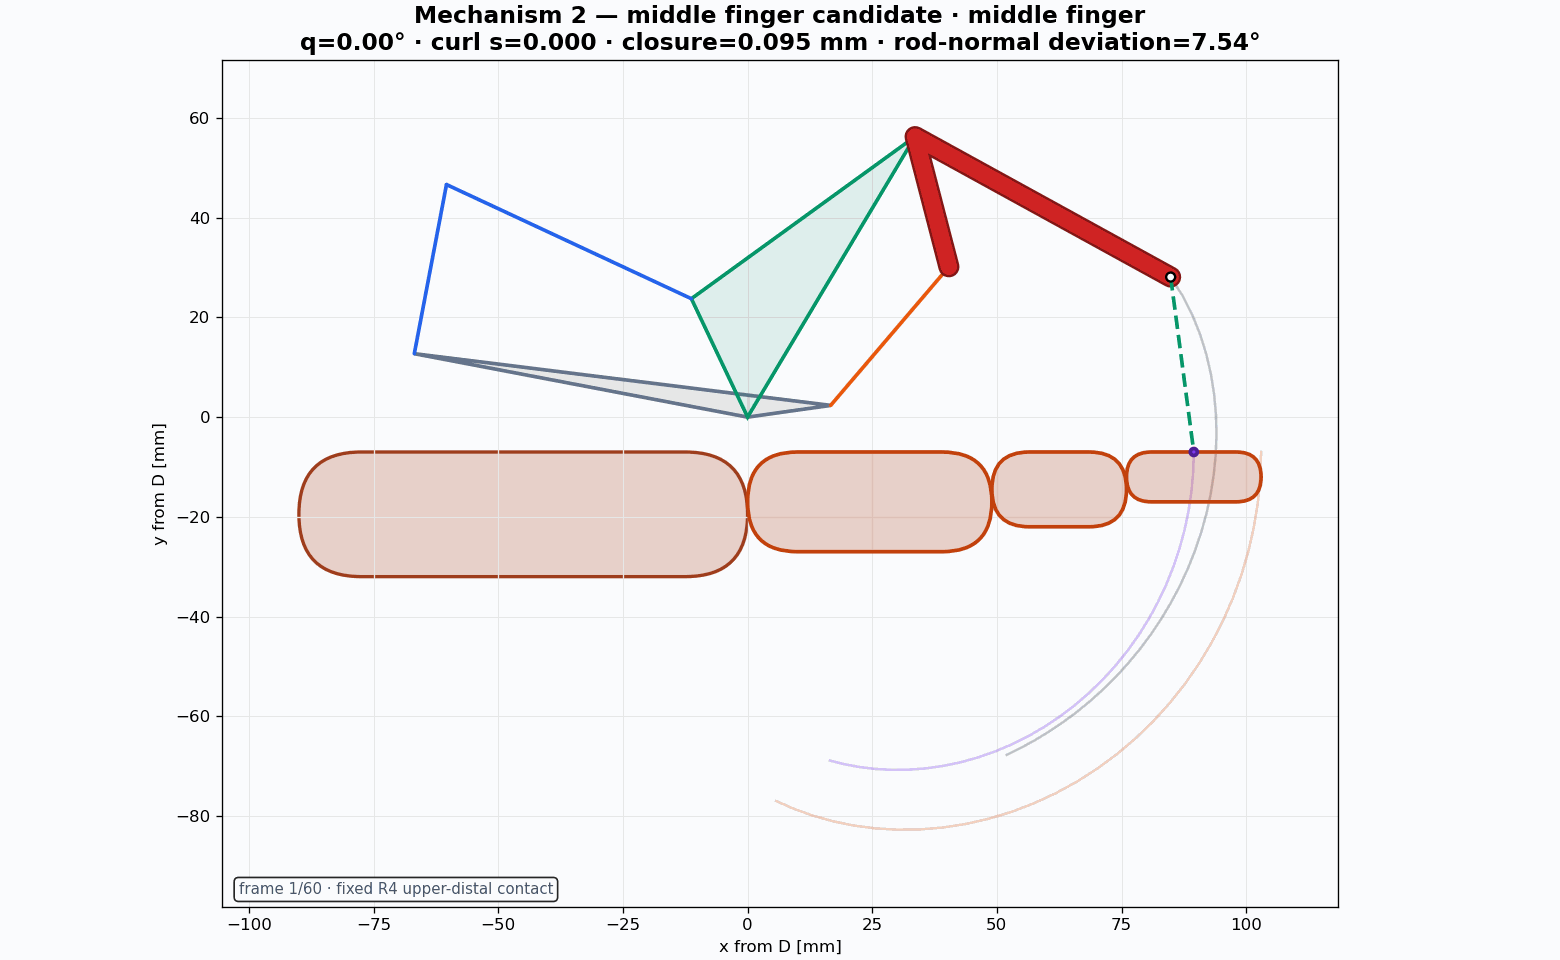 Mechanism 2 — middle finger candidate · middle finger
q=0.00° · curl s=0.000 · closure=0.095 mm · rod-normal deviation=7.54°
60
40
20
0
−20
−40
−60
−80
y from D [mm]
frame 1/60 · fixed R4 upper-distal contact
−100 −75 −50 −25 0 25 50 75 100
x from D [mm]